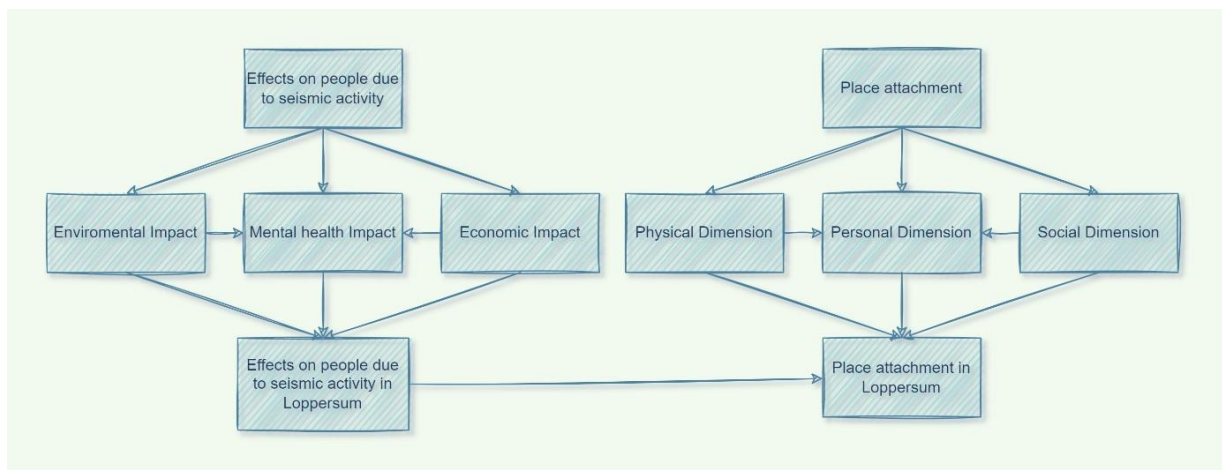 Effects on people due
to seismic activity
Place attachment
Enviromental Impact
Mental health Impact
Economic Impact
Physical Dimension
Personal Dimension
Social Dimension
Effects on people due
to seismic activity in
Loppersum
Place attachment in
Loppersum